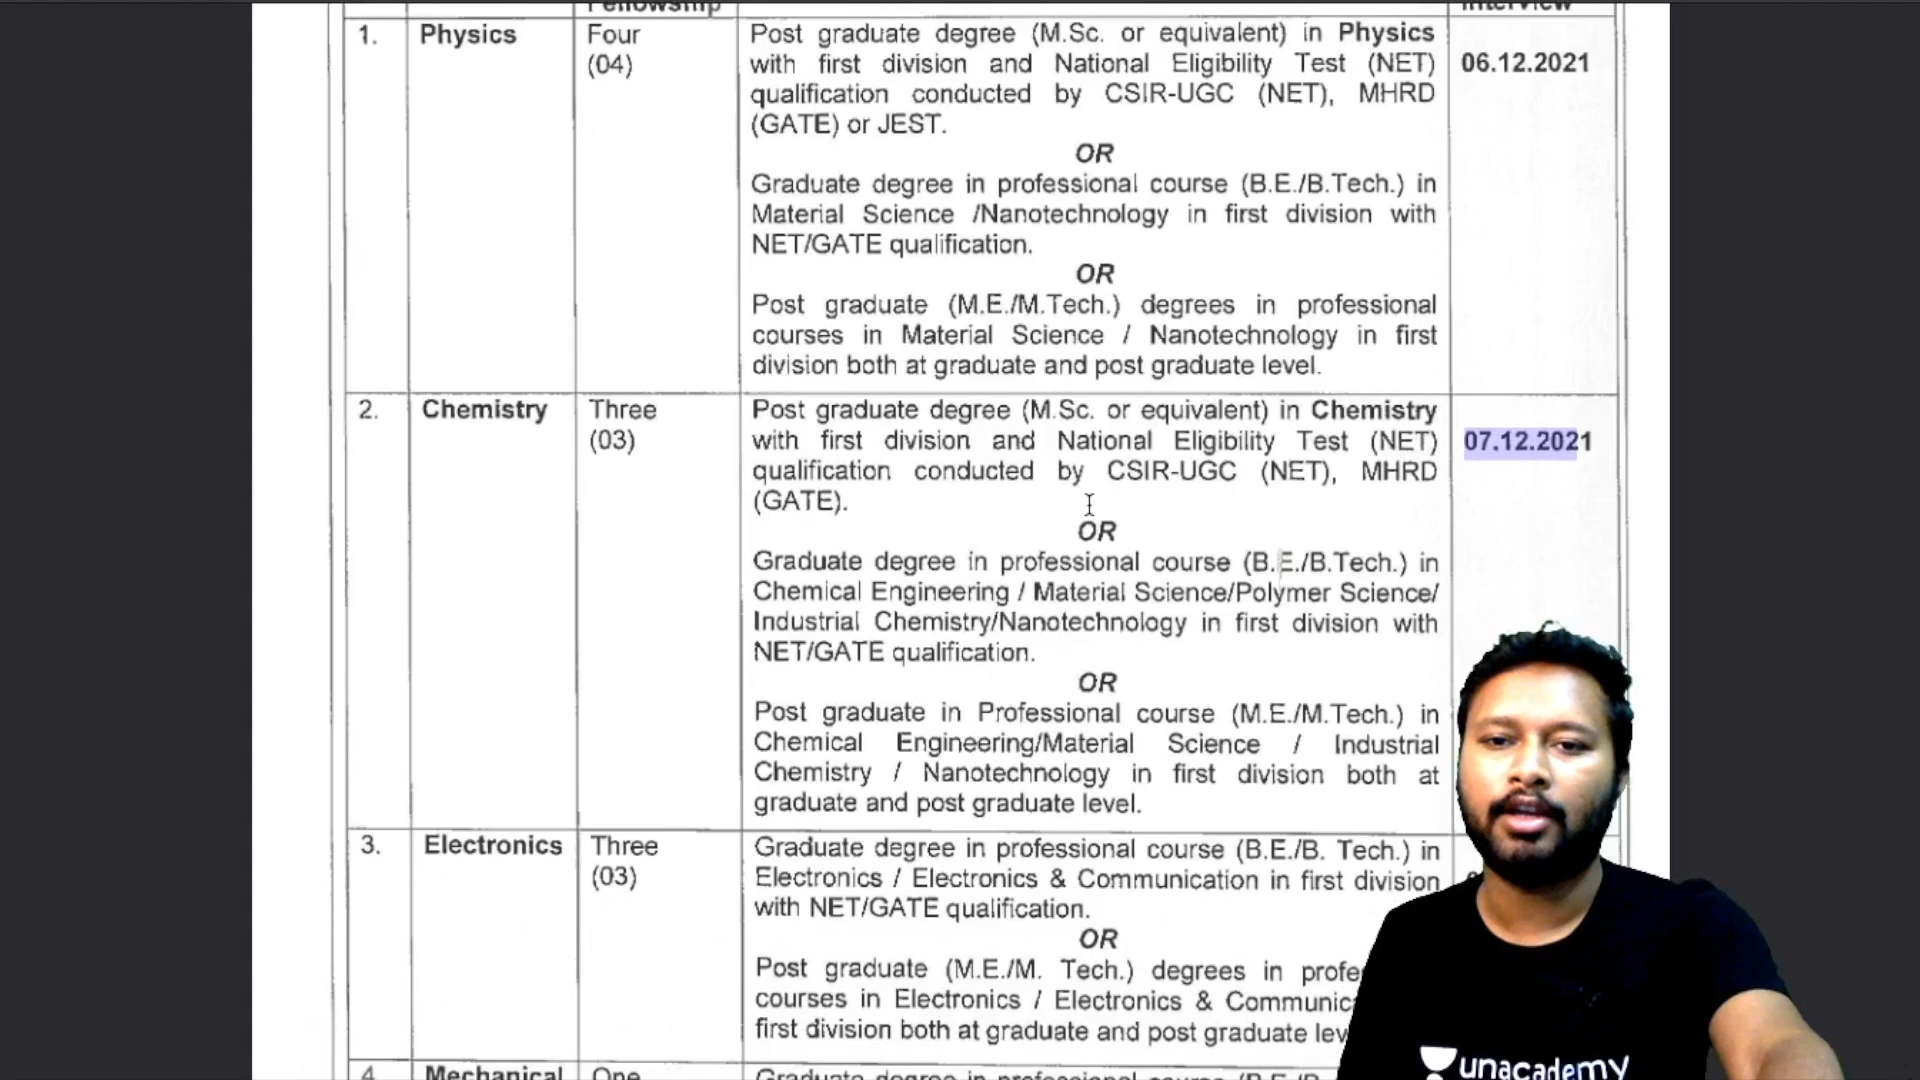 Fellowship
Interview
1.
Physics
Four
(04)
Post graduate degree (M.Sc. or equivalent) in Physics
with first division and National Eligibility Test (NET)
qualification conducted by CSIR-UGC (NET), MHRD
(GATE) or JEST.
OR
Graduate degree in professional course (B.E./B.Tech.) in
Material Science /Nanotechnology in first division with
NET/GATE qualification.
OR
Post graduate (M.E./M.Tech.) degrees in professional
courses in Material Science / Nanotechnology in first
division both at graduate and post graduate level.
06.12.2021
2.
Chemistry
Three
(03)
Post graduate degree (M.Sc. or equivalent) in Chemistry
with first division and National Eligibility Test (NET)
qualification conducted by CSIR-UGC (NET), MHRD
(GATE).
OR
Graduate degree in professional course (B.E./B.Tech.) in
Chemical Engineering / Material Science/Polymer Science/
Industrial Chemistry/Nanotechnology in first division with
NET/GATE qualification.
OR
Post graduate in Professional course (M.E./M.Tech.) in
Chemical Engineering/Material Science / Industrial
Chemistry / Nanotechnology in first division both at
graduate and post graduate level.
07.12.2021
3.
Electronics
Three
(03)
Graduate degree in professional course (B.E./B. Tech.) in
Electronics / Electronics & Communication in first division
with NET/GATE qualification.
OR
Post graduate (M.E./M. Tech.) degrees in
courses in Electronics / Electronics &
first division both at graduate and post graduate
4.
Mechanical
One
Graduate degree in professional course
unacademy